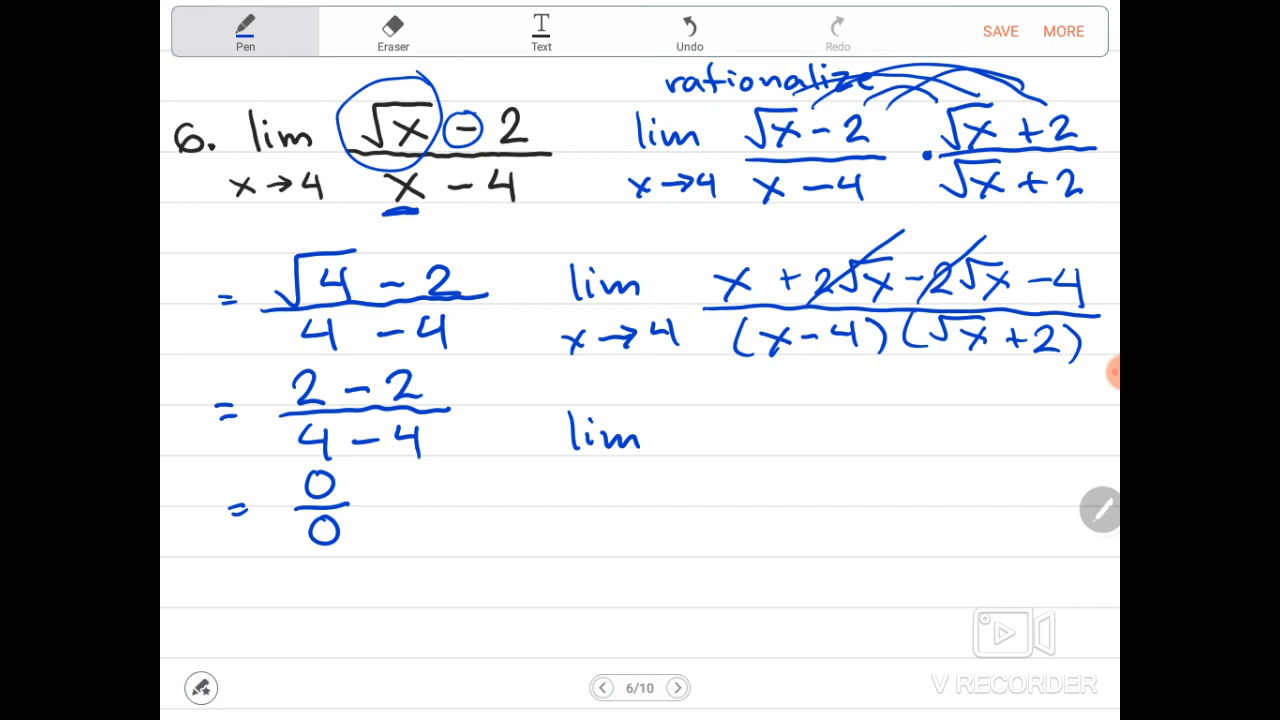 Pen Eraser Text Undo Redo SAVE MORE
rationalize
6. lim x→4 (√x − 2)/(x − 4)
lim x→4 (√x − 2)/(x − 4) · (√x + 2)/(√x + 2)
= (√4 − 2)/(4 − 4)
lim x→4 (x + 2√x − 2√x − 4)/((x − 4)(√x + 2))
= (2 − 2)/(4 − 4)
lim
= 0/0
6/10
V RECORDER